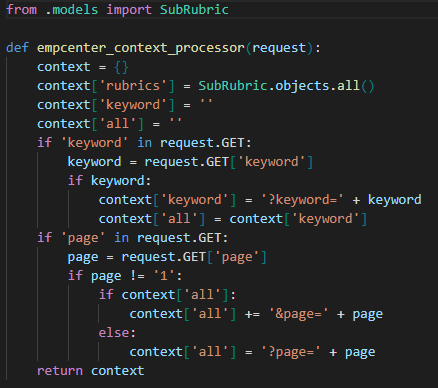 from .models import SubRubric

def empcenter_context_processor(request):
    context = {}
    context['rubrics'] = SubRubric.objects.all()
    context['keyword'] = ''
    context['all'] = ''
    if 'keyword' in request.GET:
        keyword = request.GET['keyword']
        if keyword:
            context['keyword'] = '?keyword=' + keyword
            context['all'] = context['keyword']
    if 'page' in request.GET:
        page = request.GET['page']
        if page != '1':
            if context['all']:
                context['all'] += '&page=' + page
            else:
                context['all'] = '?page=' + page
    return context